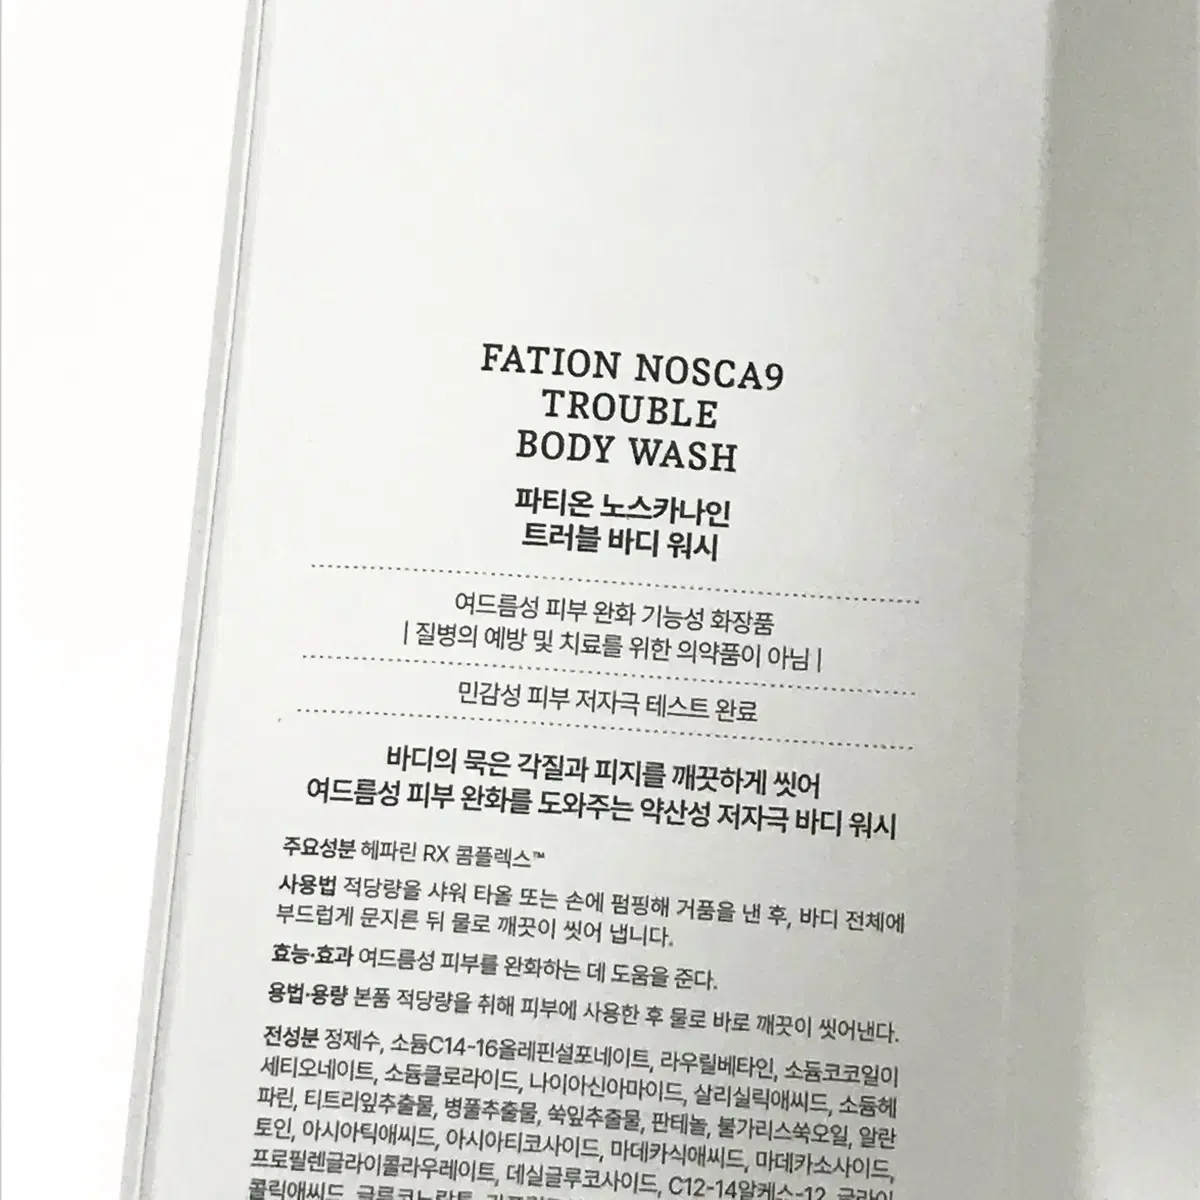 FATION NOSCA9
TROUBLE
BODY WASH
파티온 노스카나인
트러블 바디 워시
여드름성 피부 완화 기능성 화장품
| 질병의 예방 및 치료를 위한 의약품이 아님 |
민감성 피부 저자극 테스트 완료
바디의 묵은 각질과 피지를 깨끗하게 씻어
여드름성 피부 완화를 도와주는 약산성 저자극 바디 워시
주요성분 헤파린 RX 콤플렉스™
사용법 적당량을 샤워 타올 또는 손에 펌핑해 거품을 낸 후, 바디 전체에
부드럽게 문지른 뒤 물로 깨끗이 씻어 냅니다.
효능·효과 여드름성 피부를 완화하는 데 도움을 준다.
용법·용량 본품 적당량을 취해 피부에 사용한 후 물로 바로 깨끗이 씻어낸다.
전성분 정제수, 소듐C14-16올레핀설포네이트, 라우릴베타인, 소듐코코일이
세티오네이트, 소듐클로라이드, 나이아신아마이드, 살리실릭애씨드, 소듐헤
파린, 티트리잎추출물, 병풀추출물, 쑥잎추출물, 판테놀, 불가리스쑥오일, 알란
토인, 아시아틱애씨드, 아시아티코사이드, 마데카식애씨드, 마데카소사이드,
프로필렌글라이콜라우레이트, 데실글루코사이드, C12-14알케스-12, 글라이
콜릭애씨드, 글루코노락톤,